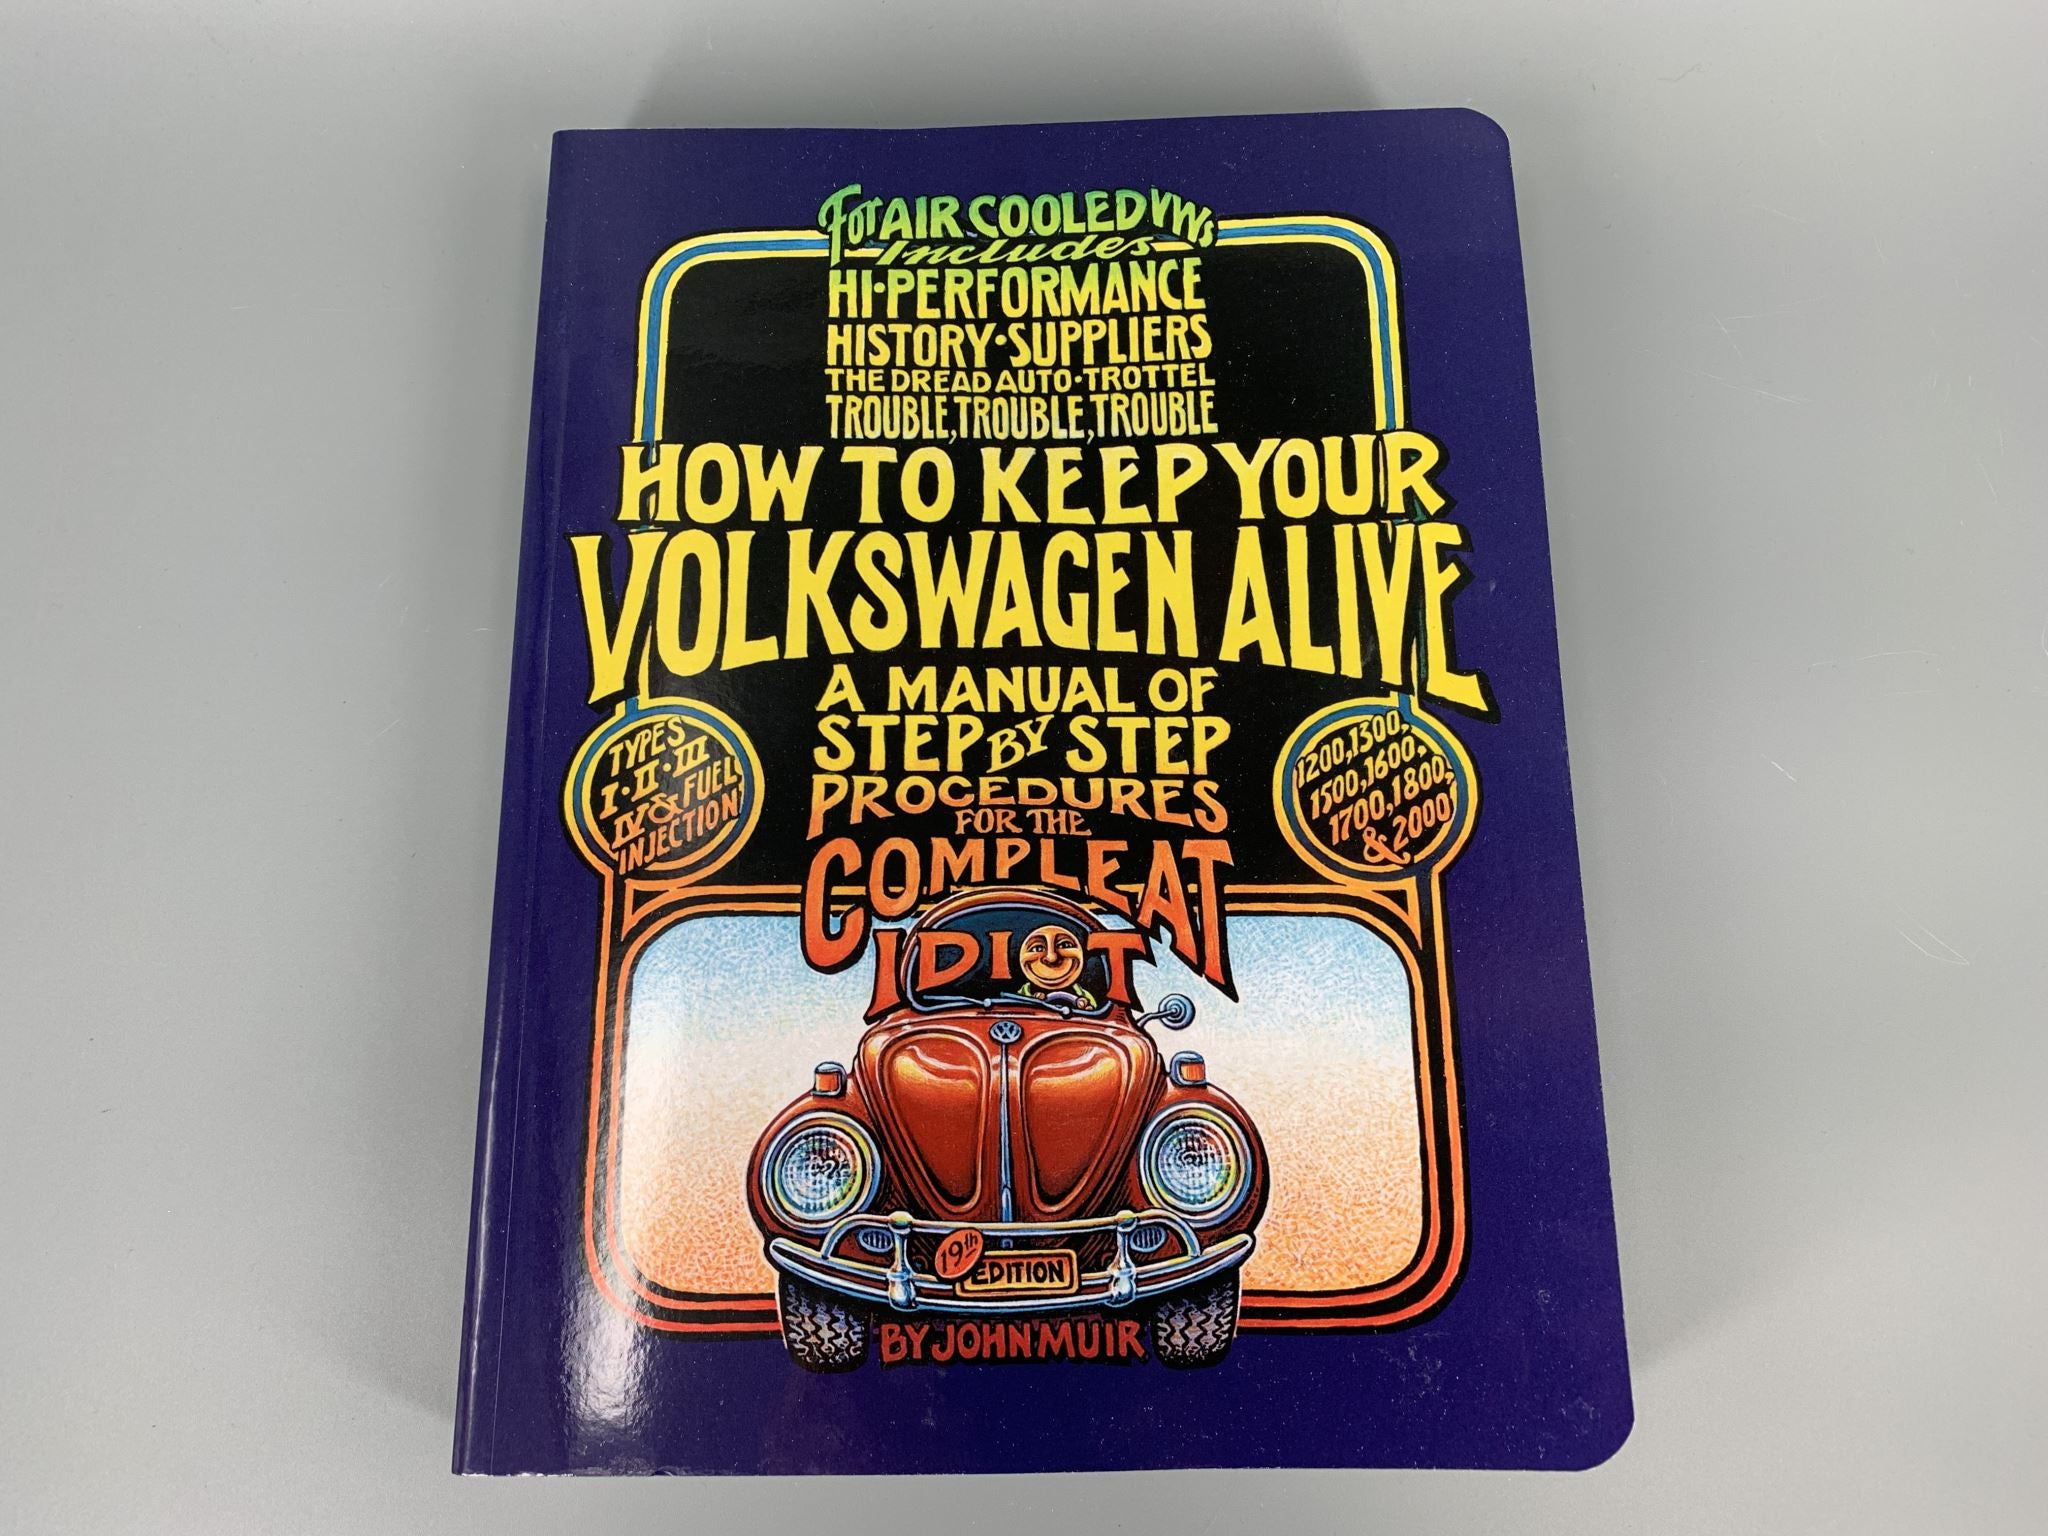 For AIR COOLED VWs
Includes
HI·PERFORMANCE
HISTORY·SUPPLIERS
THE DREAD AUTO·TROTTEL
TROUBLE, TROUBLE, TROUBLE
HOW TO KEEP YOUR
VOLKSWAGEN ALIVE
A MANUAL OF
STEP BY STEP
PROCEDURES
FOR THE
COMPLEAT
IDIOT
TYPES
I·II·III
IV & FUEL
INJECTION
1200, 1300,
1500, 1600,
1700, 1800,
& 2000
VW
19th
EDITION
BY JOHN MUIR